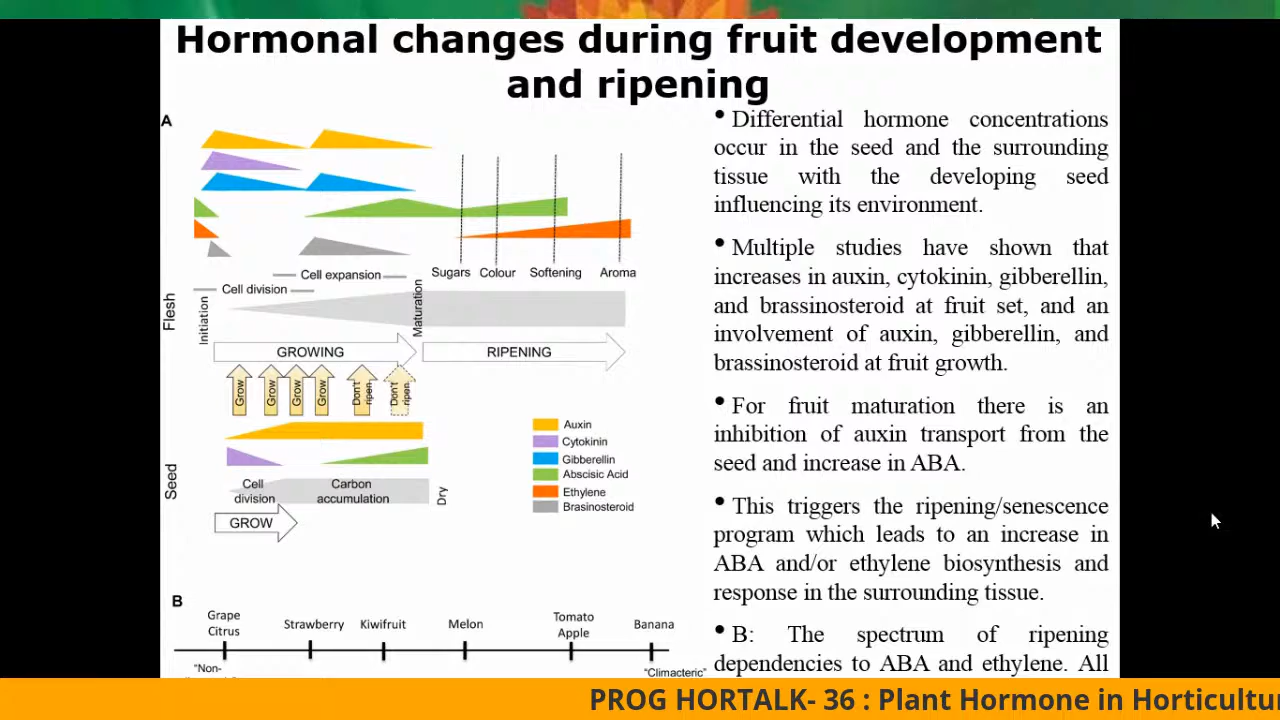 Hormonal changes during fruit development
and ripening
A
Sugars Colour Softening Aroma
Cell expansion
Cell division
Flesh
Initiation
Maturation
GROWING
RIPENING
Grow
Grow
Grow
Grow
Don't
ripen
Don't
ripen
Seed
Cell
division
Carbon
accumulation
Dry
GROW
Auxin
Cytokinin
Gibberellin
Abscisic Acid
Ethylene
Brasinosteroid
B
Grape
Citrus
Strawberry
Kiwifruit
Melon
Tomato
Apple
Banana
"Non-
"Climacteric"
• Differential hormone concentrations
occur in the seed and the surrounding
tissue with the developing seed
influencing its environment.
• Multiple studies have shown that
increases in auxin, cytokinin, gibberellin,
and brassinosteroid at fruit set, and an
involvement of auxin, gibberellin, and
brassinosteroid at fruit growth.
• For fruit maturation there is an
inhibition of auxin transport from the
seed and increase in ABA.
• This triggers the ripening/senescence
program which leads to an increase in
ABA and/or ethylene biosynthesis and
response in the surrounding tissue.
• B: The spectrum of ripening
dependencies to ABA and ethylene. All
PROG HORTALK- 36 : Plant Hormone in Horticultu